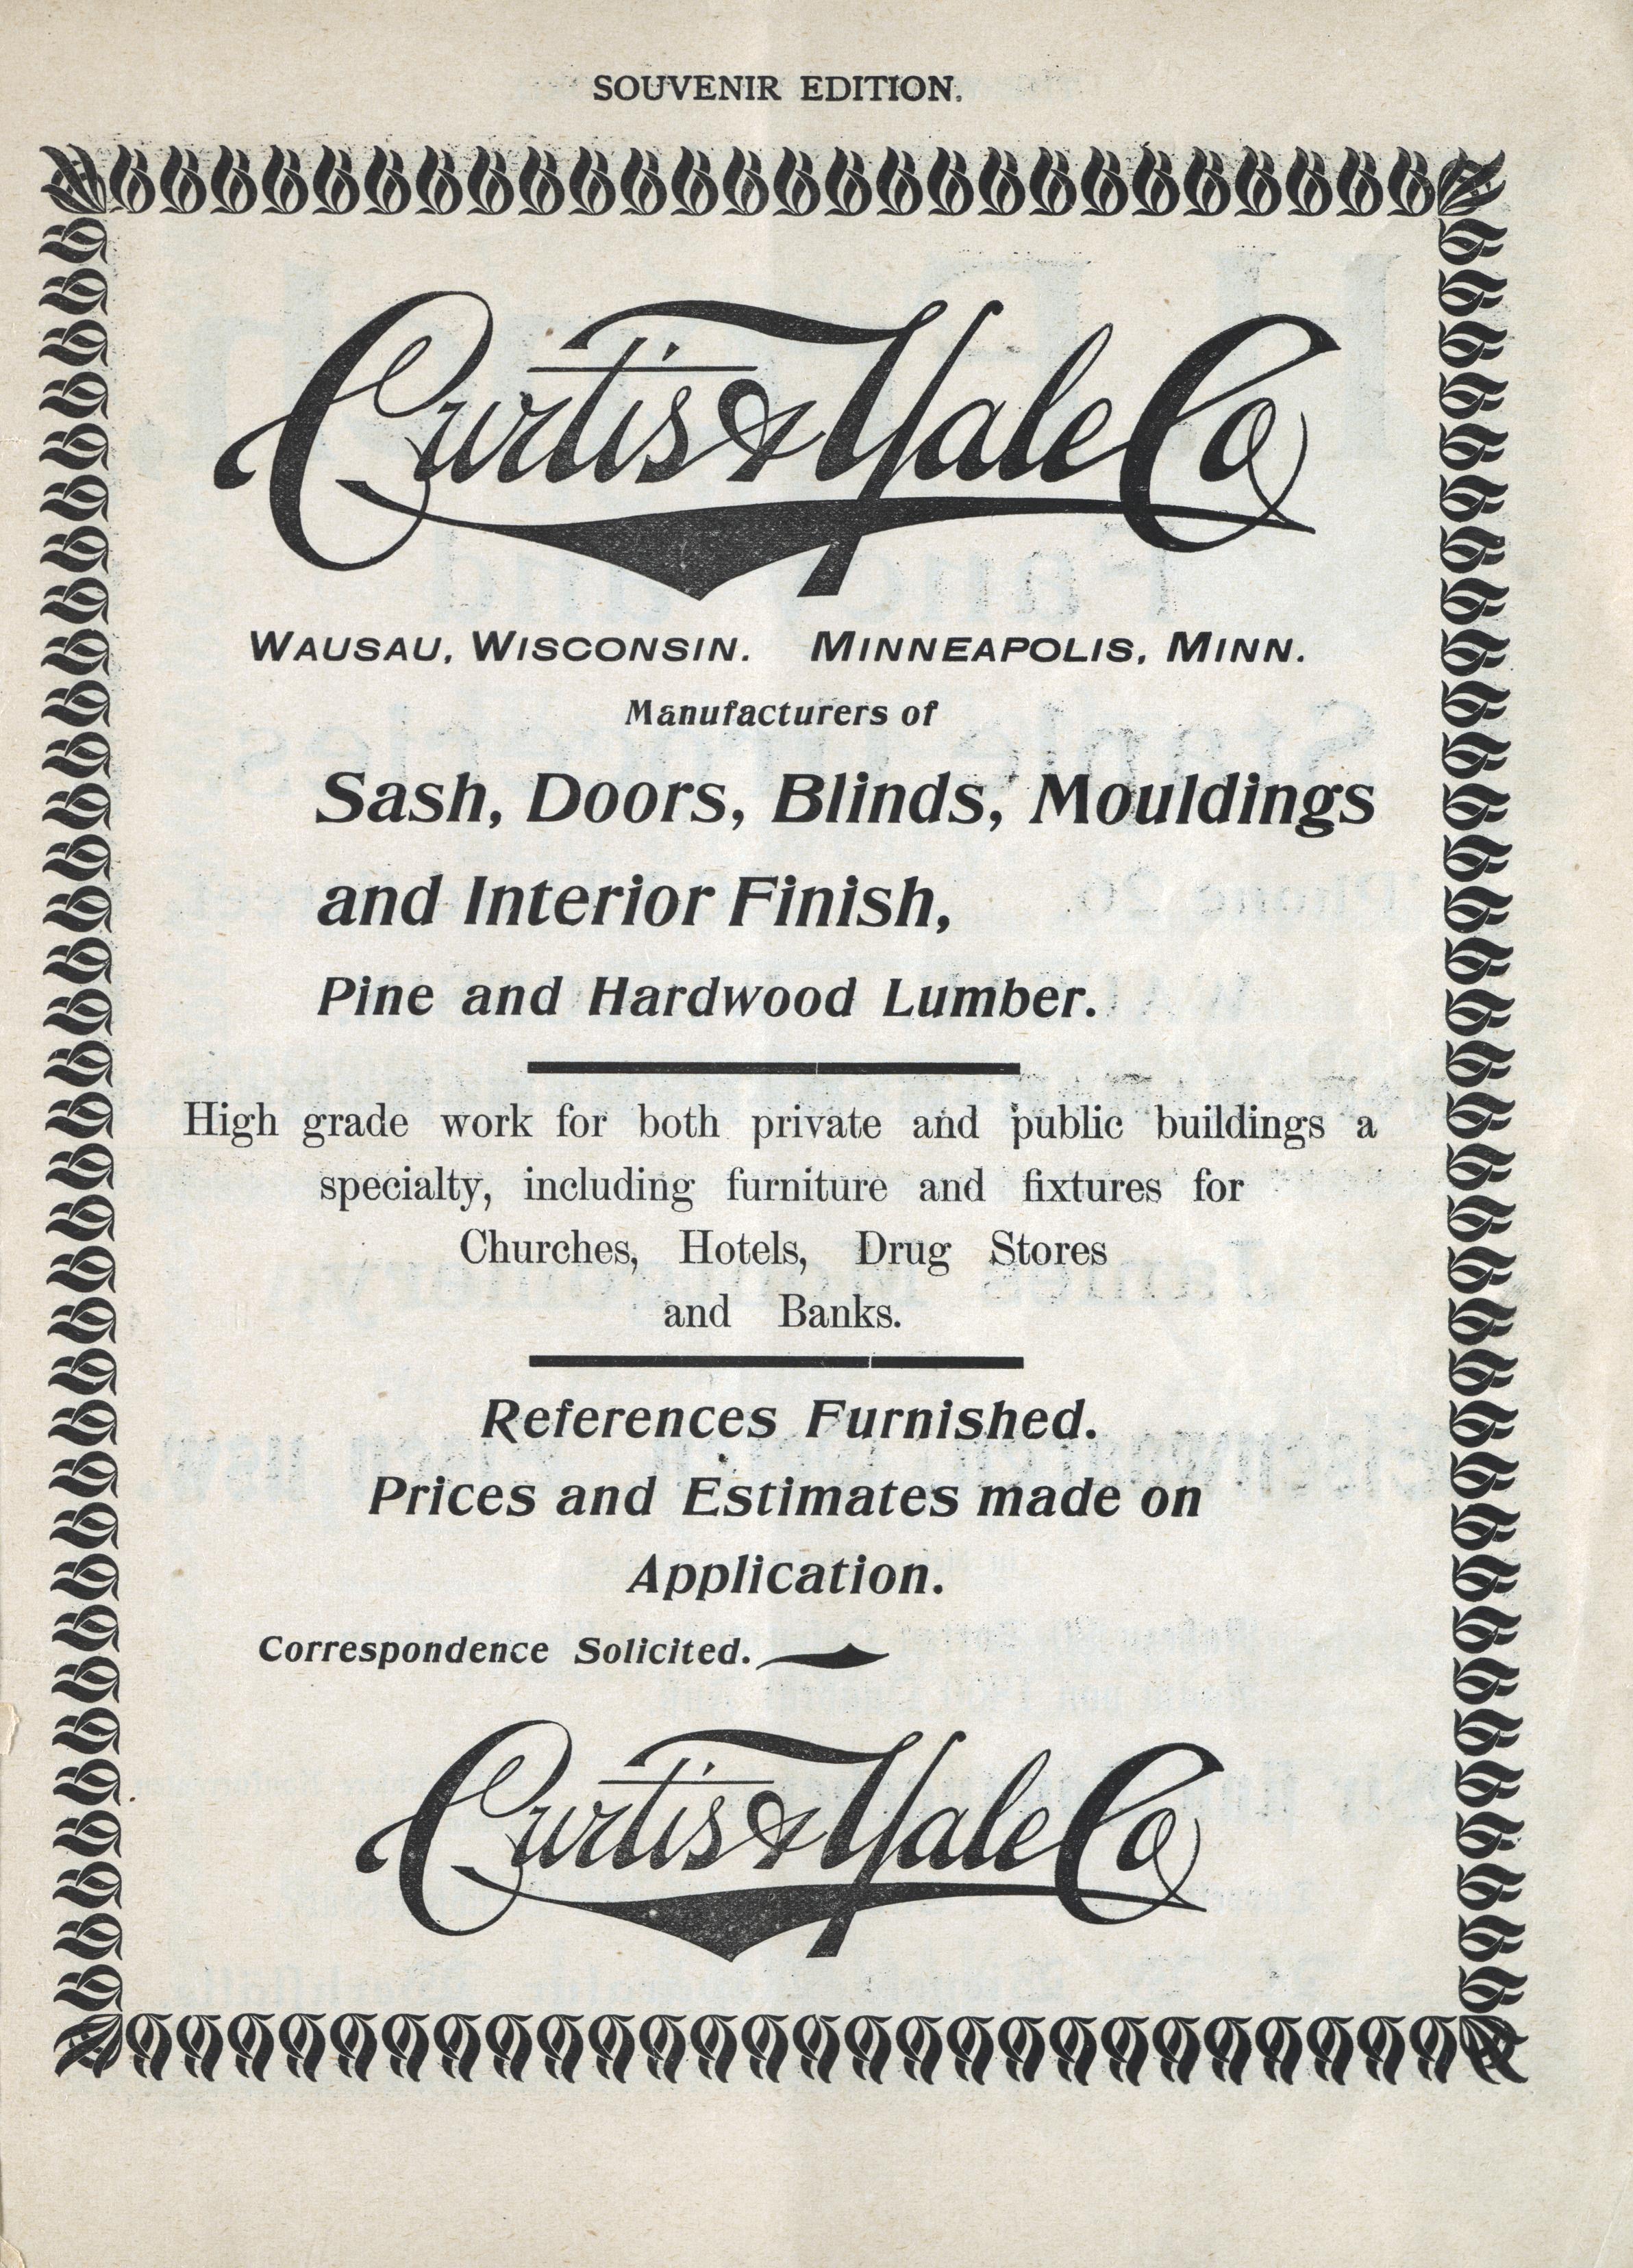 SOUVENIR EDITION.
Curtis & Yale Co
WAUSAU, WISCONSIN. MINNEAPOLIS, MINN.
Manufacturers of
Sash, Doors, Blinds, Mouldings
and Interior Finish,
Pine and Hardwood Lumber.
High grade work for both private and public buildings a
specialty, including furniture and fixtures for
Churches, Hotels, Drug Stores
and Banks.
References Furnished.
Prices and Estimates made on
Application.
Correspondence Solicited.
Curtis & Yale Co